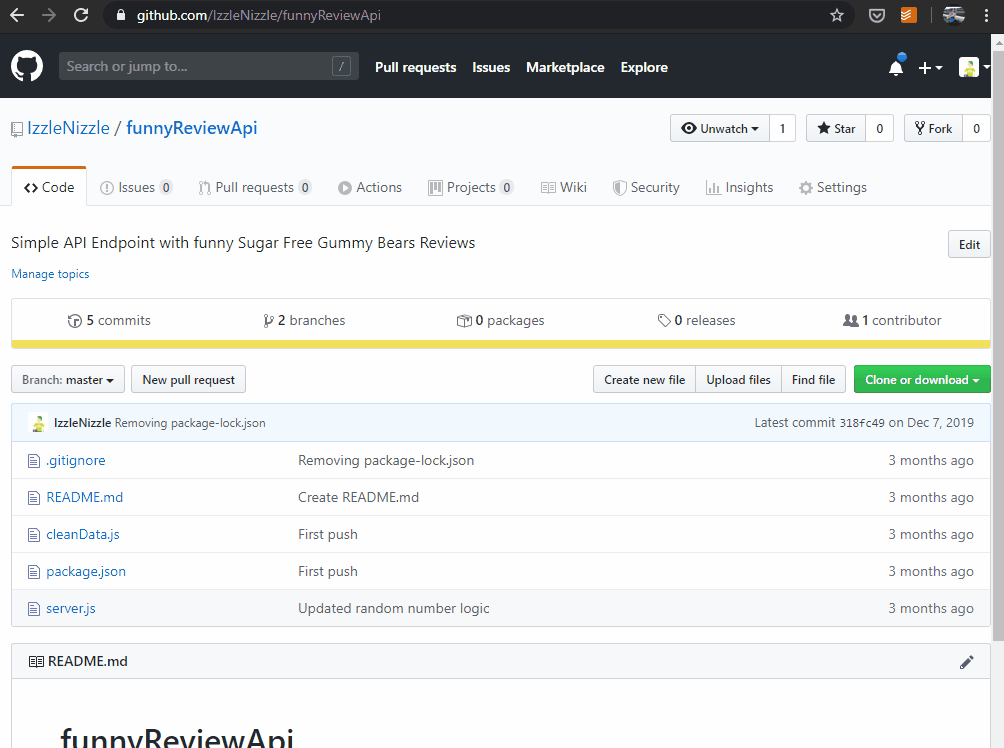 github.com/IzzleNizzle/funnyReviewApi
Search or jump to... / Pull requests Issues Marketplace Explore
IzzleNizzle / funnyReviewApi Unwatch 1 Star 0 Fork 0
Code Issues 0 Pull requests 0 Actions Projects 0 Wiki Security Insights Settings
Simple API Endpoint with funny Sugar Free Gummy Bears Reviews Edit
Manage topics
5 commits 2 branches 0 packages 0 releases 1 contributor
Branch: master New pull request Create new file Upload files Find file Clone or download
IzzleNizzle Removing package-lock.json Latest commit 318fc49 on Dec 7, 2019
.gitignore Removing package-lock.json 3 months ago
README.md Create README.md 3 months ago
cleanData.js First push 3 months ago
package.json First push 3 months ago
server.js Updated random number logic 3 months ago
README.md
funnyReviewApi